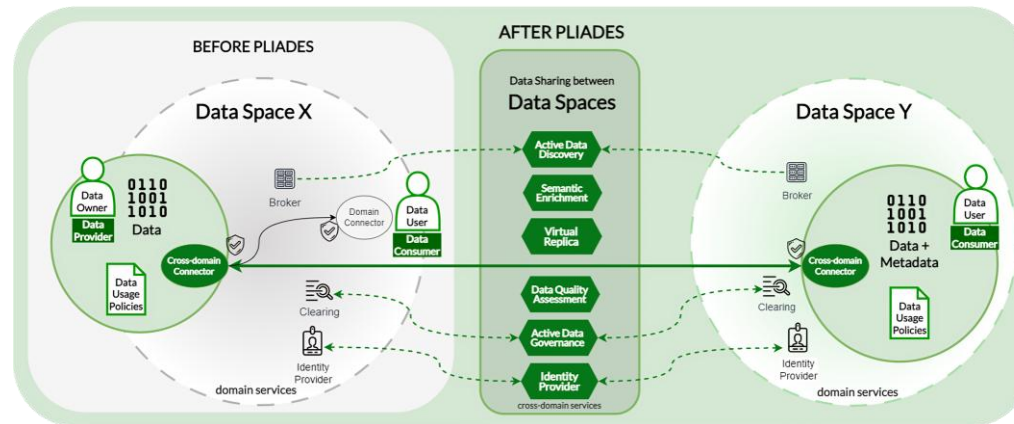 BEFORE PLIADES
AFTER PLIADES
Data Space X
Data
Owner
Data
Provider
0110
1001
1010
Data
Cross-domain
Connector
Data
Usage
Policies
Broker
Domain
Connector
Data
User
Data
Consumer
Clearing
Identity
Provider
domain services
Data Sharing between
Data Spaces
Active Data
Discovery
Semantic
Enrichment
Virtual
Replica
Data Quality
Assessment
Active Data
Governance
Identity
Provider
cross-domain services
Data Space Y
Broker
0110
1001
1010
Data +
Metadata
Data
User
Data
Consumer
Cross-domain
Connector
Clearing
Data
Usage
Policies
Identity
Provider
domain services